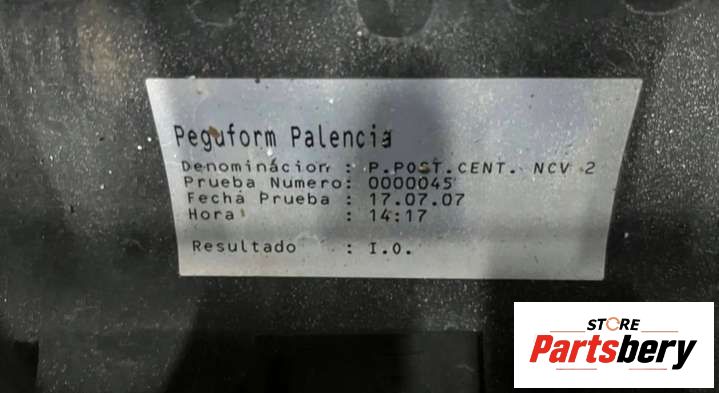 Peguform Palencia
Denominácion : P.POST.CENT. NCV 2
Prueba Numero: 0000045
Fecha Prueba : 17.07.07
Hora : 14:17
Resultado : I.O.
STORE
Partsbery